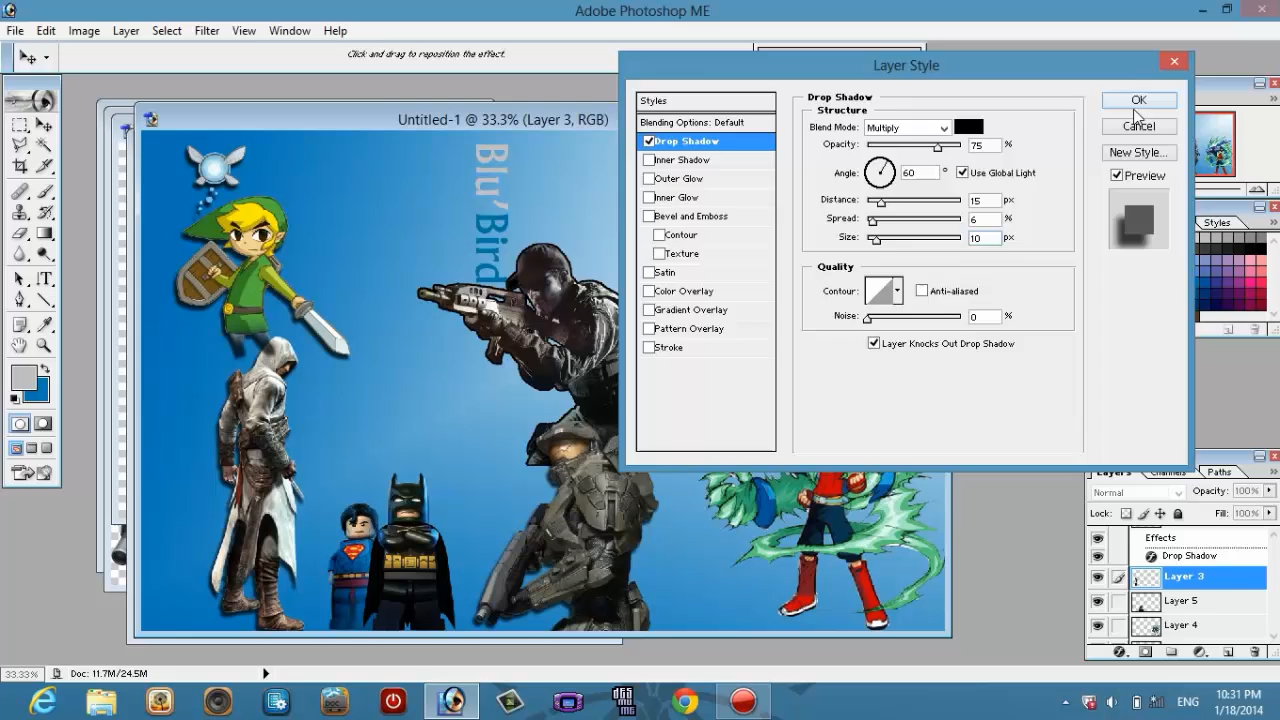 Adobe Photoshop ME
File Edit Image Layer Select Filter View Window Help
Click and drag to reposition the effect.
Untitled-1 @ 33.3% (Layer 3, RGB)
Blu' Bird
Layer Style
Styles
Blending Options: Default
Drop Shadow
Inner Shadow
Outer Glow
Inner Glow
Bevel and Emboss
Contour
Texture
Satin
Color Overlay
Gradient Overlay
Pattern Overlay
Stroke
Drop Shadow
Structure
Blend Mode: Multiply
Opacity: 75 %
Angle: 60 ° Use Global Light
Distance: 15 px
Spread: 6 %
Size: 10 px
Quality
Contour: Anti-aliased
Noise: 0 %
Layer Knocks Out Drop Shadow
OK
Cancel
New Style...
Preview
Styles
Layers Channels Paths
Normal Opacity: 100%
Lock: Fill: 100%
Effects
Drop Shadow
Layer 3
Layer 5
Layer 4
33.33% Doc: 11.7M/24.5M
ENG
10:31 PM
1/18/2014